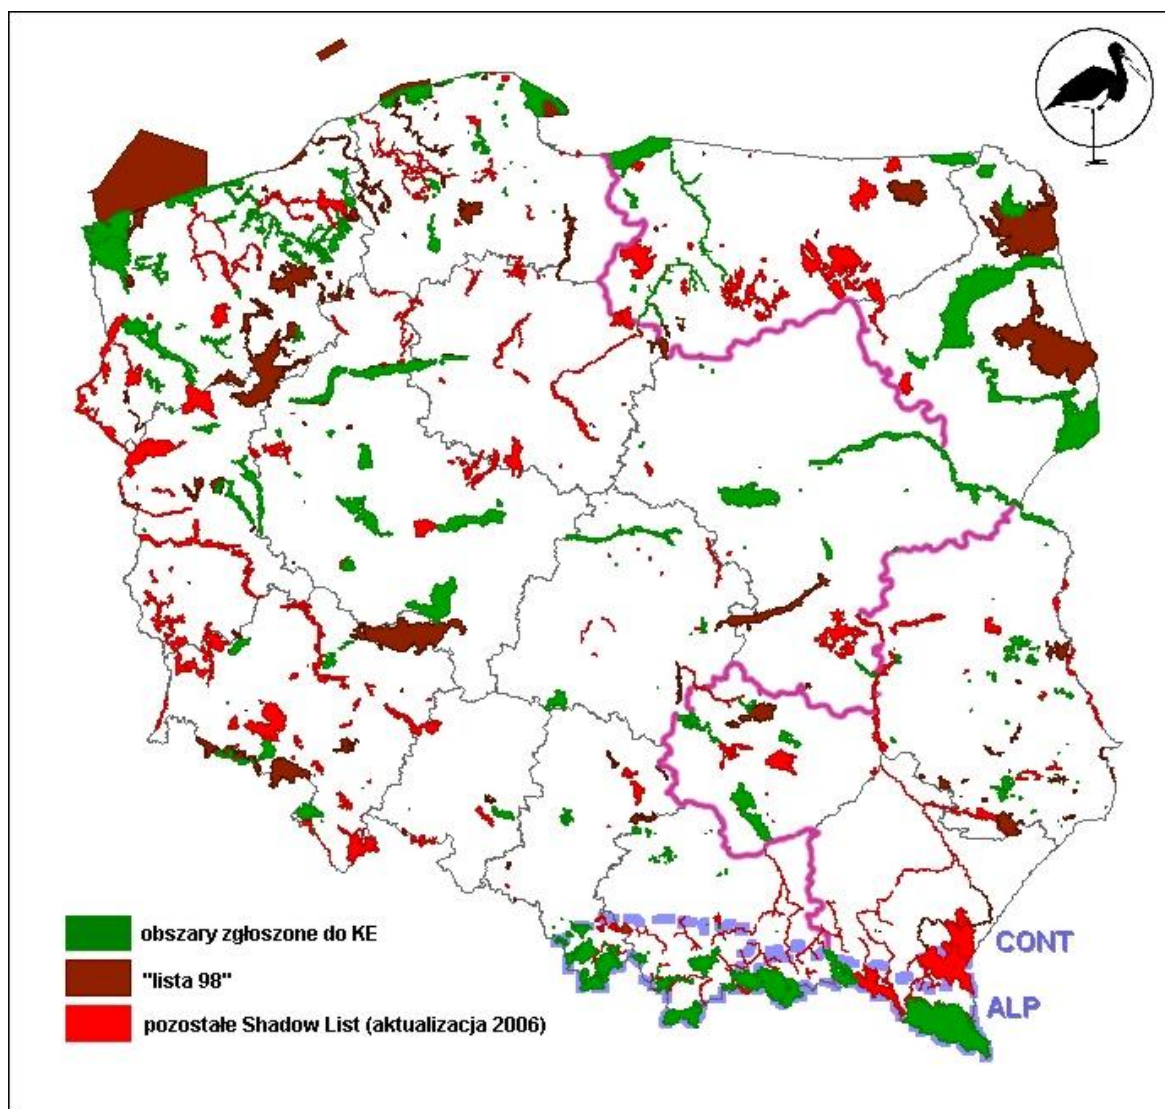 CONT
ALP
obszary zgłoszone do KE
"lista 98"
pozostałe Shadow List (aktualizacja 2006)